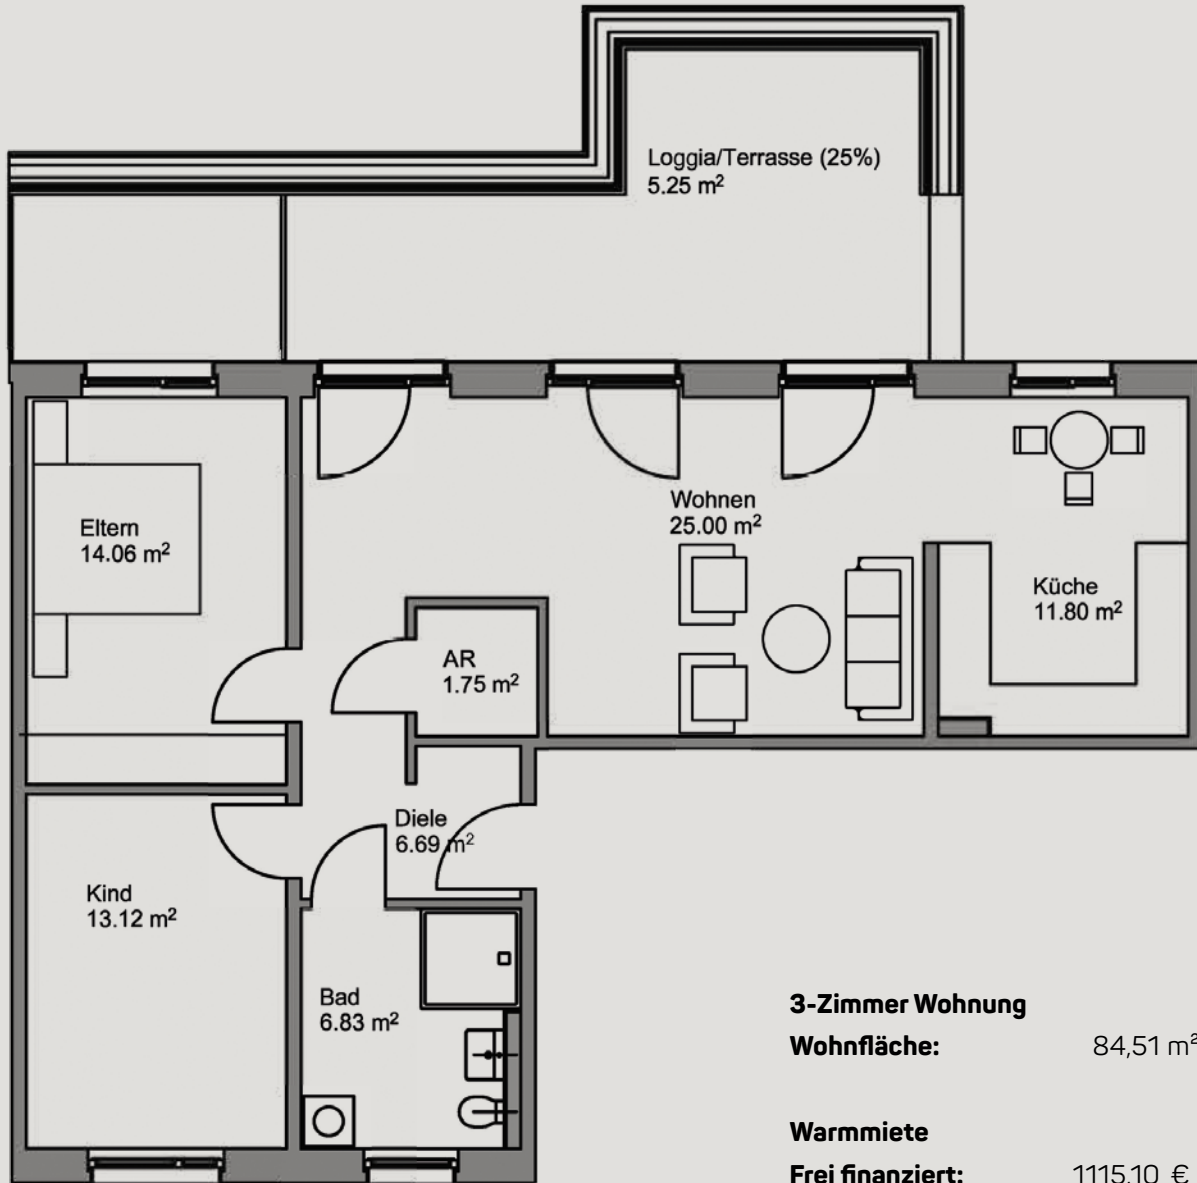 Loggia/Terrasse (25%)
5.25 m²
Eltern
14.06 m²
Wohnen
25.00 m²
Küche
11.80 m²
AR
1.75 m²
Diele
6.69 m²
Kind
13.12 m²
Bad
6.83 m²
3-Zimmer Wohnung
Wohnfläche: 84,51 m²
Warmmiete
Frei finanziert: 1115,10 €